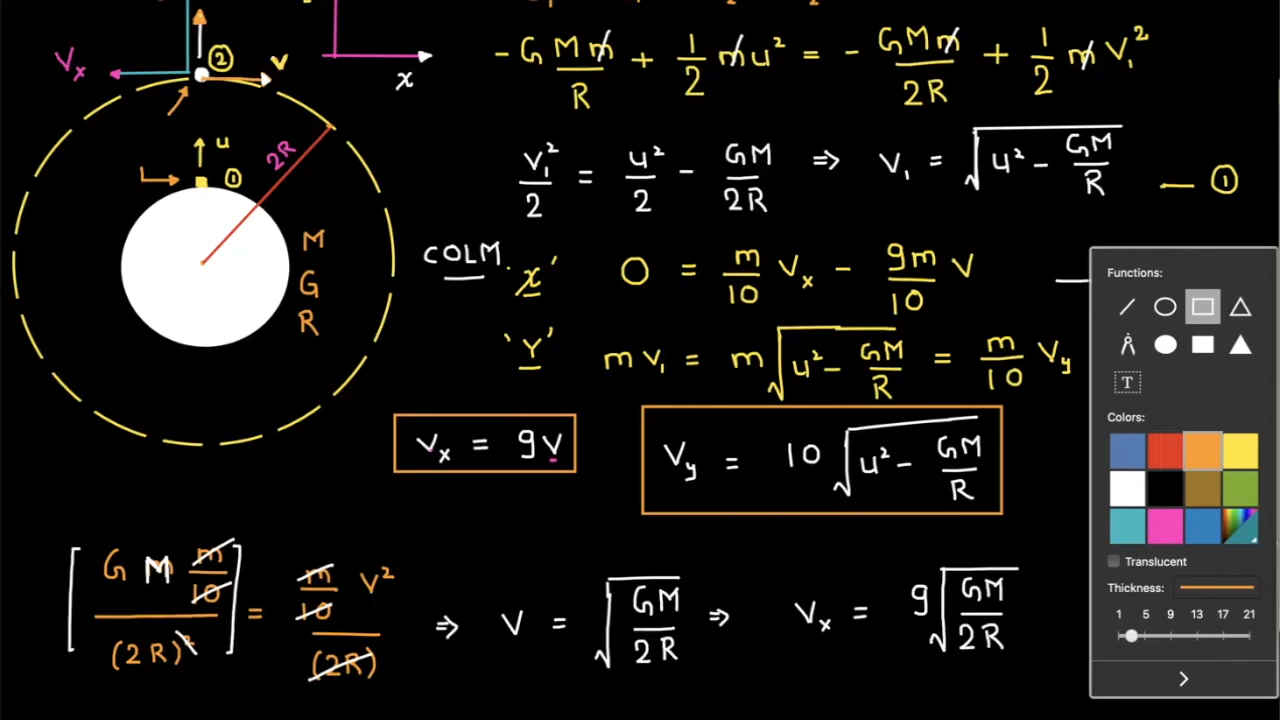 ②
v
Vₓ
x
u
①
2R
M
G
R
-GMm/R + 1/2 mu² = -GMm/2R + 1/2 mV₁²
V₁²/2 = u²/2 - GM/2R ⇒ V₁ = √(u² - GM/R) — ①
COLM 'x' 0 = m/10 Vₓ - 9m/10 V —
'Y' mV₁ = m√(u² - GM/R) = m/10 Vy
Vₓ = 9V
Vy = 10√(u² - GM/R)
[G M m/10 / (2R)²] = m/10 V² / (2R) ⇒ V = √(GM/2R) ⇒ Vₓ = 9√(GM/2R)
Functions:
T
Colors:
Translucent
Thickness:
1 5 9 13 17 21